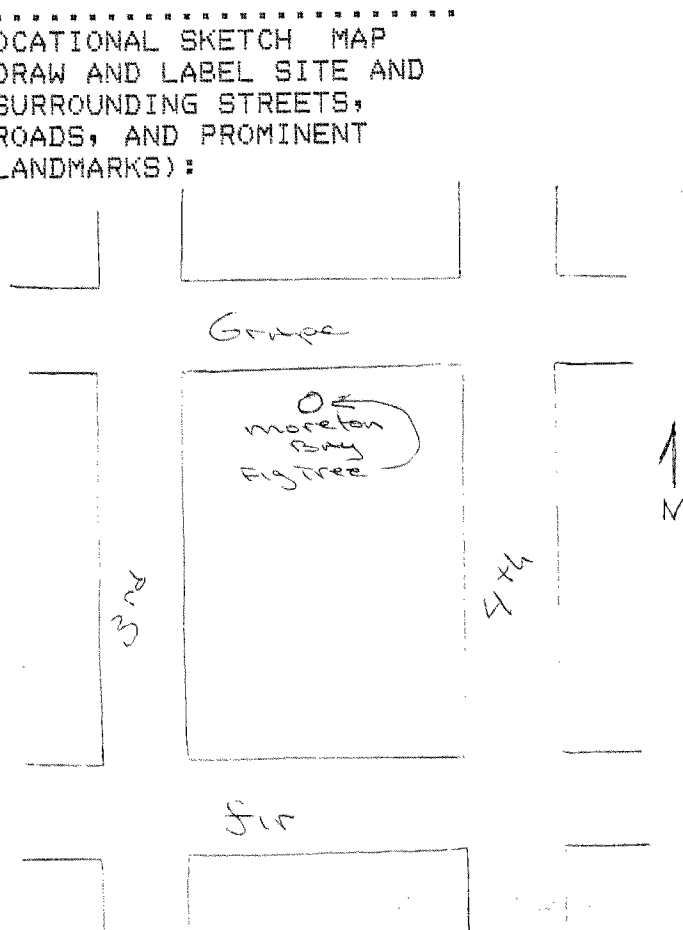 OCATIONAL SKETCH MAP
DRAW AND LABEL SITE AND
SURROUNDING STREETS,
ROADS, AND PROMINENT
LANDMARKS):
Grape
moreton
Bay
Fig Tree
N
3rd
4th
fir